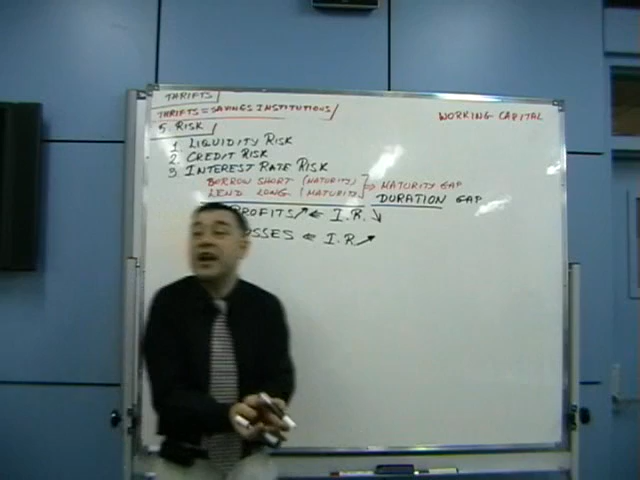 THRIFTS
THRIFTS = SAVINGS INSTITUTIONS
WORKING CAPITAL
5. RISK
1. LIQUIDITY RISK
2. CREDIT RISK
3 INTEREST RATE RISK
BORROW SHORT (MATURITY) ⇒ MATURITY GAP
LEND LONG (MATURITY) DURATION GAP
PROFITS ↗ ⇐ I.R. ↘
SSES ⇐ I.R. ↗